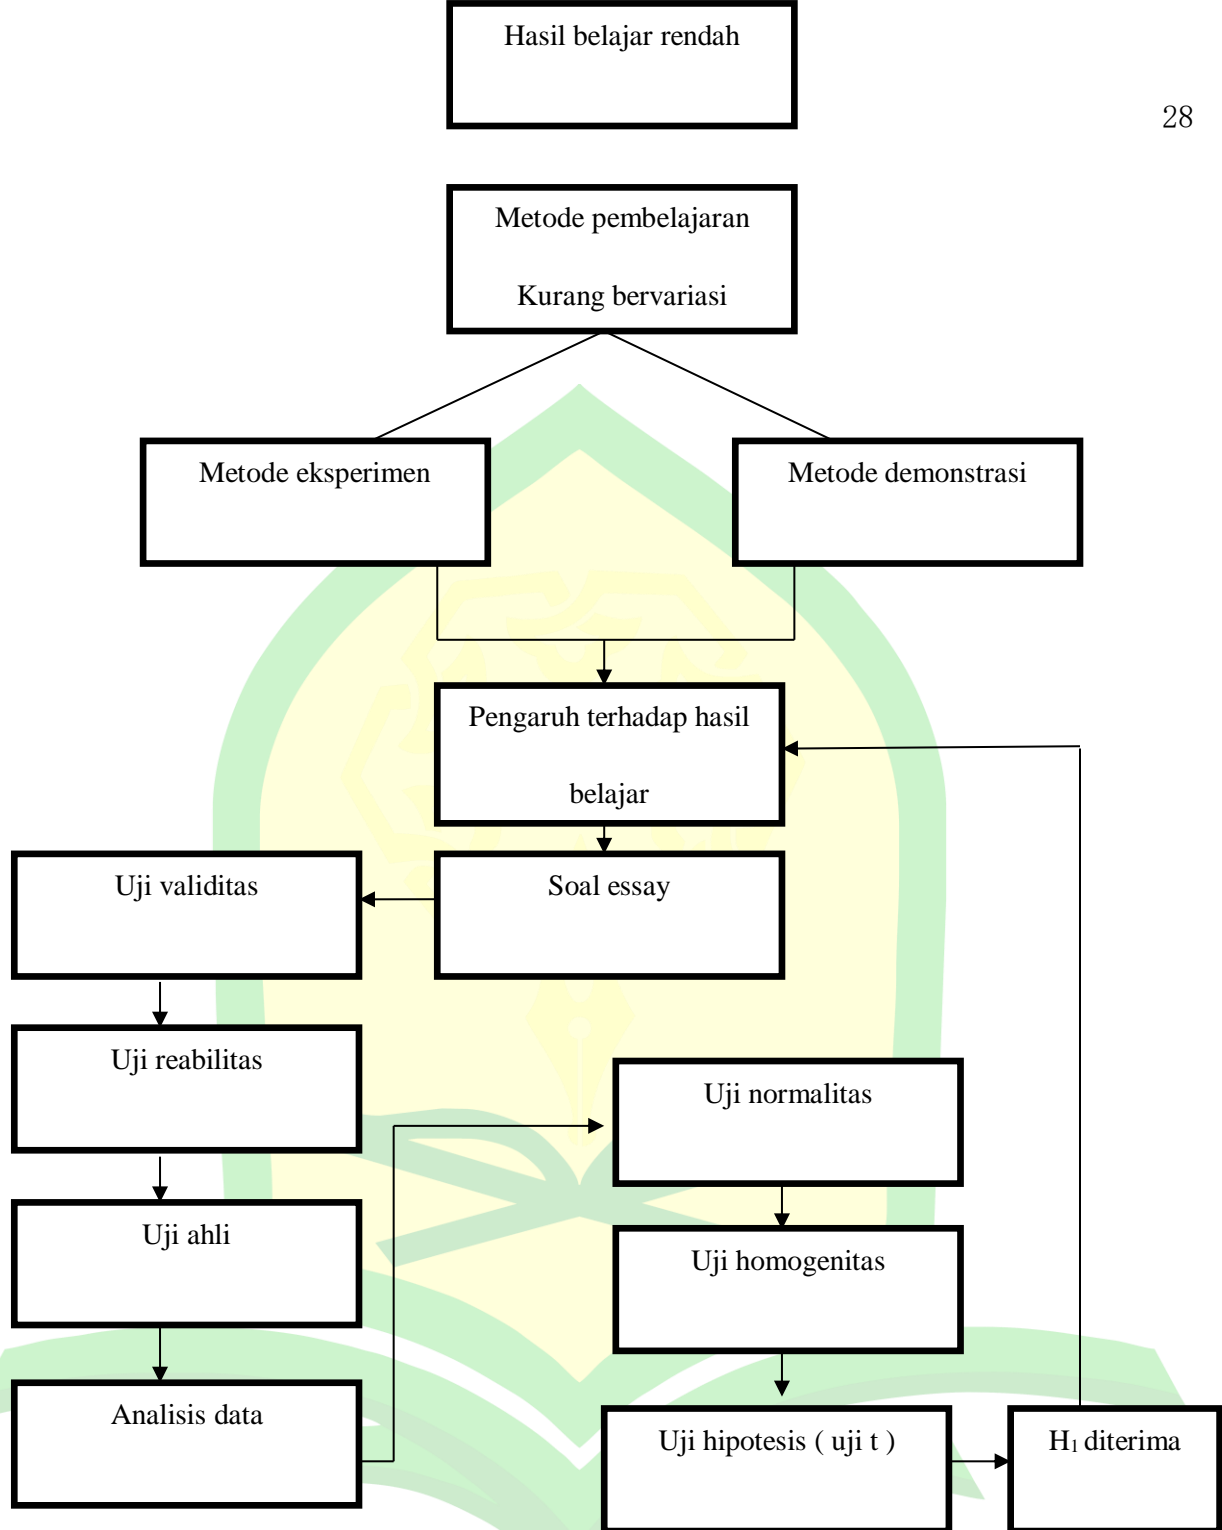 Hasil belajar rendah
28
Metode pembelajaran
Kurang bervariasi
Metode eksperimen
Metode demonstrasi
Pengaruh terhadap hasil
belajar
Uji validitas
Soal essay
Uji reabilitas
Uji normalitas
Uji ahli
Uji homogenitas
Analisis data
Uji hipotesis ( uji t )
H₁ diterima